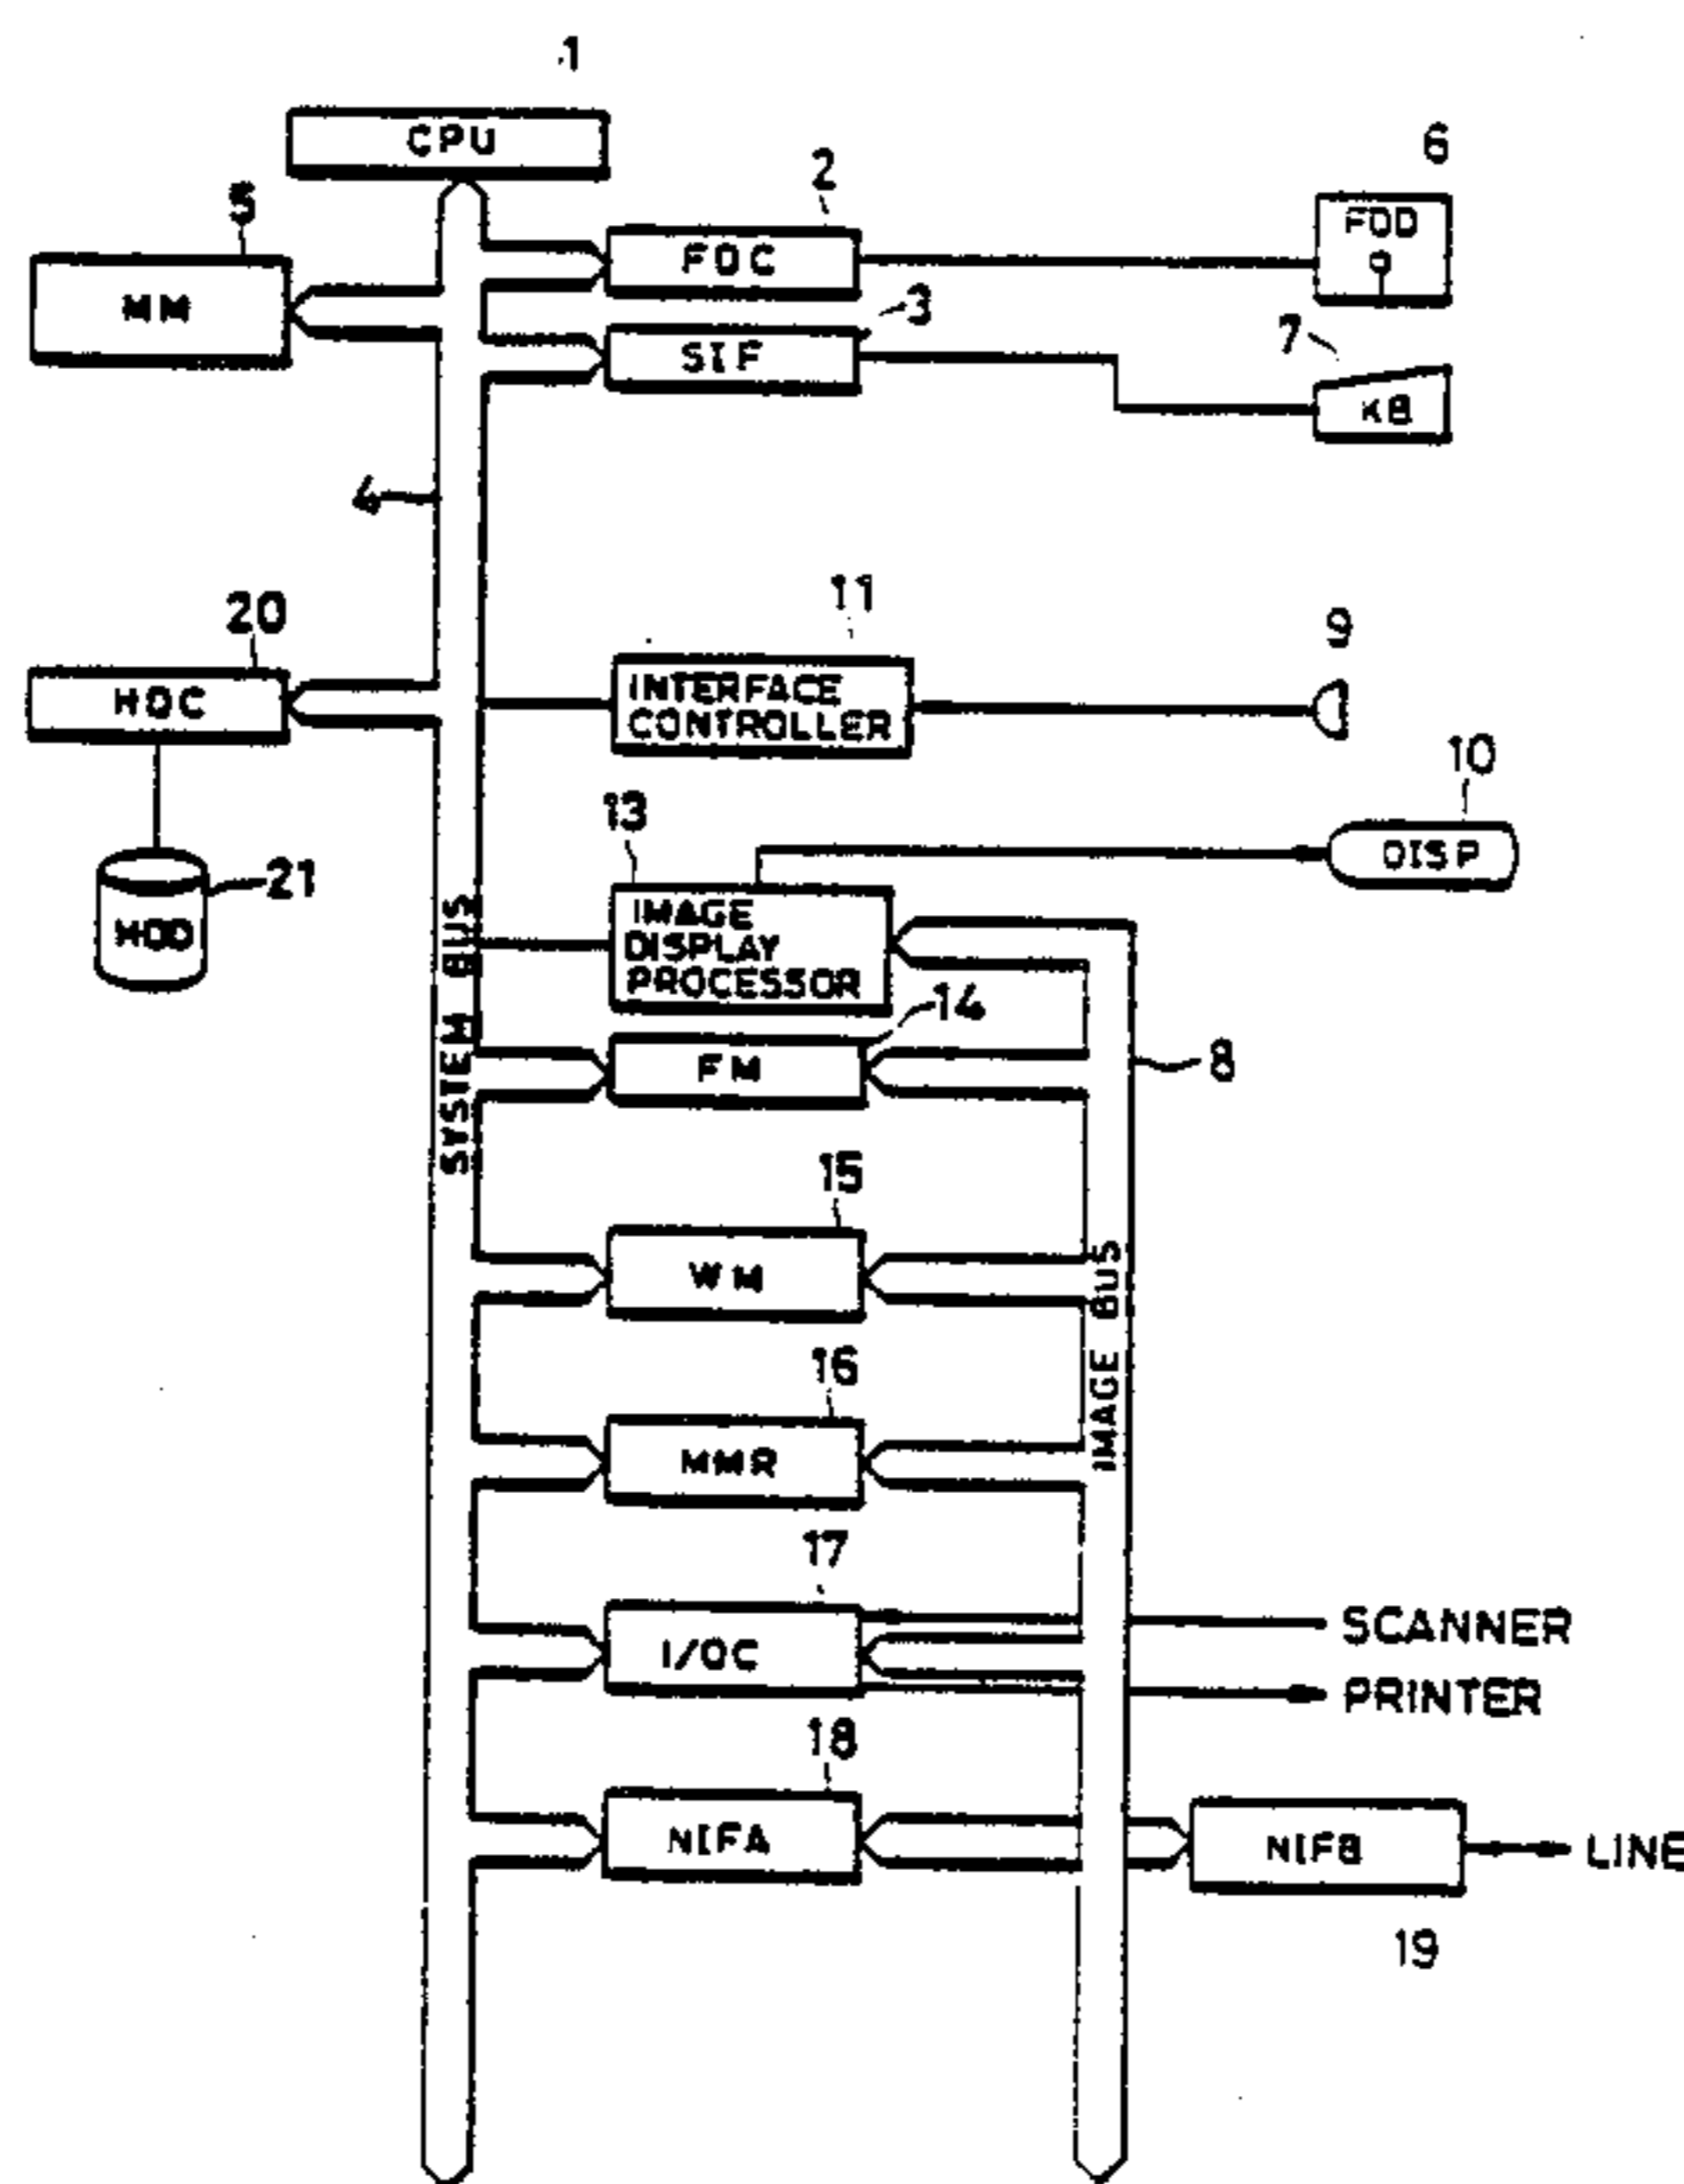 1
CPU
2
6
5
FDC
FDD
MM
3
SIF
7
KB
4
11
20
9
HDC
INTERFACE
CONTROLLER
10
13
DISP
21
HDD
IMAGE
DISPLAY
PROCESSOR
14
FM
8
SYSTEM BUS
15
WM
IMAGE BUS
16
MMR
17
I/OC
SCANNER
PRINTER
18
NIFA
NIFB
LINE
19